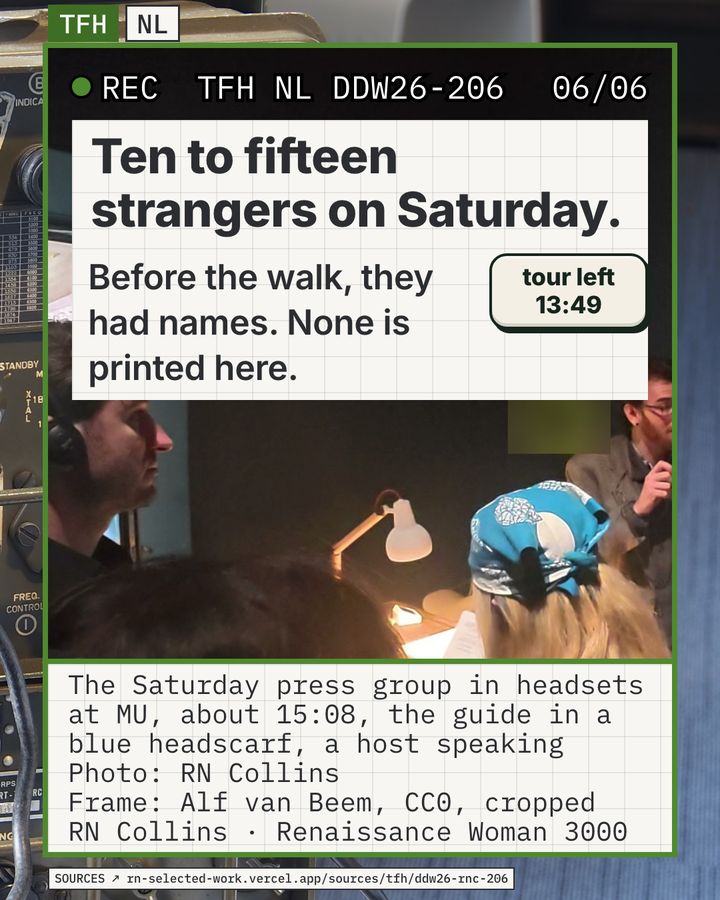 TFH NL
REC TFH NL DDW26-206 06/06
Ten to fifteen
strangers on Saturday.
Before the walk, they
had names. None is
printed here.
tour left
13:49
STANDBY
XTAL
FREQ.
CONTROL
The Saturday press group in headsets
at MU, about 15:08, the guide in a
blue headscarf, a host speaking
Photo: RN Collins
Frame: Alf van Beem, CC0, cropped
RN Collins · Renaissance Woman 3000
SOURCES ↗ rn-selected-work.vercel.app/sources/tfh/ddw26-rnc-206